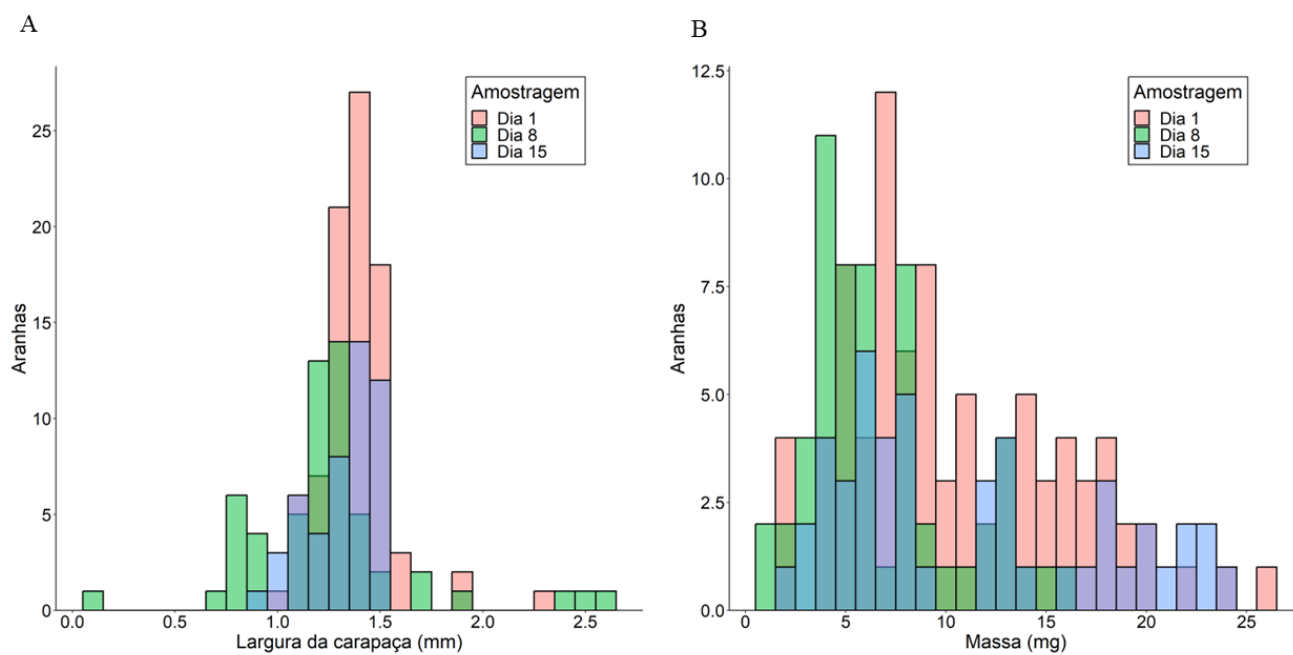 A
Aranhas
25
20
15
10
5
0
0.0 0.5 1.0 1.5 2.0 2.5
Largura da carapaça (mm)
Amostragem
Dia 1
Dia 8
Dia 15
B
Aranhas
12.5
10.0
7.5
5.0
2.5
0.0
0 5 10 15 20 25
Massa (mg)
Amostragem
Dia 1
Dia 8
Dia 15